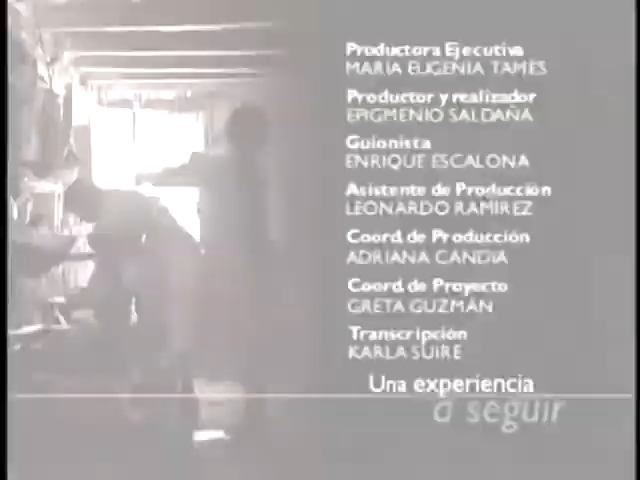 Productora Ejecutiva
MARIA EUGENIA TAMES
Productor y realizador
EPIGMENIO SALDAÑA
Guionista
ENRIQUE ESCALONA
Asistente de Producción
LEONARDO RAMIREZ
Coord. de Producción
ADRIANA CANDIA
Coord. de Proyecto
GRETA GUZMÁN
Transcripción
KARLA SUIRE
Una experiencia
a seguir